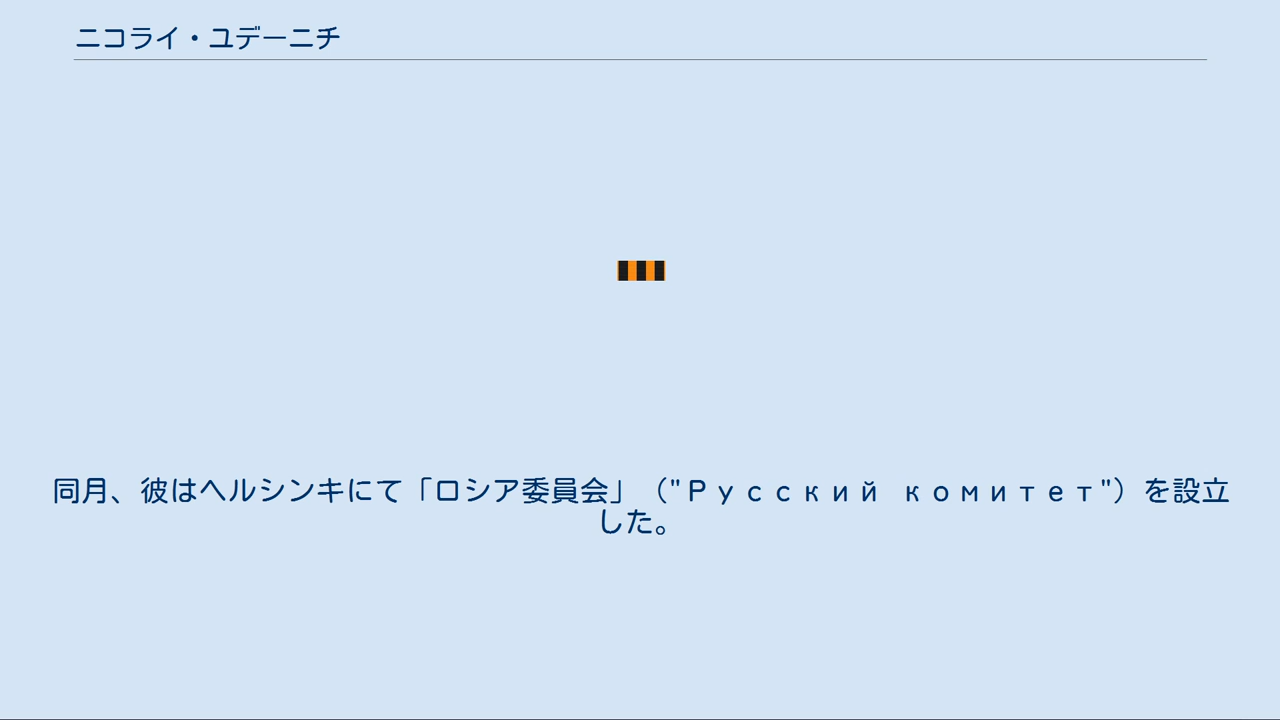 ニコライ・ユデーニチ
同月、彼はヘルシンキにて「ロシア委員会」（"Русский комитет"）を設立
した。